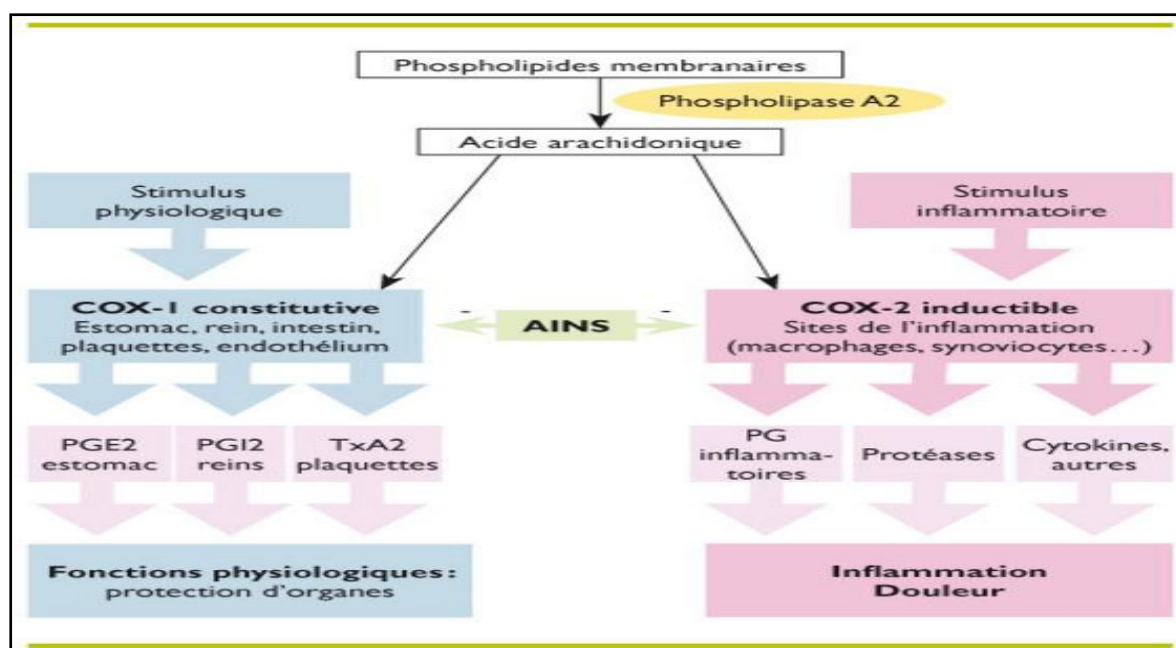 Phospholipides membranaires
Phospholipase A2
Acide arachidonique
Stimulus
physiologique
Stimulus
inflammatoire
COX-1 constitutive
Estomac, rein, intestin,
plaquettes, endothélium
- AINS -
COX-2 inductible
Sites de l'inflammation
(macrophages, synoviocytes...)
PGE2
estomac
PGI2
reins
TxA2
plaquettes
PG
inflamma-
toires
Protéases
Cytokines,
autres
Fonctions physiologiques :
protection d'organes
Inflammation
Douleur